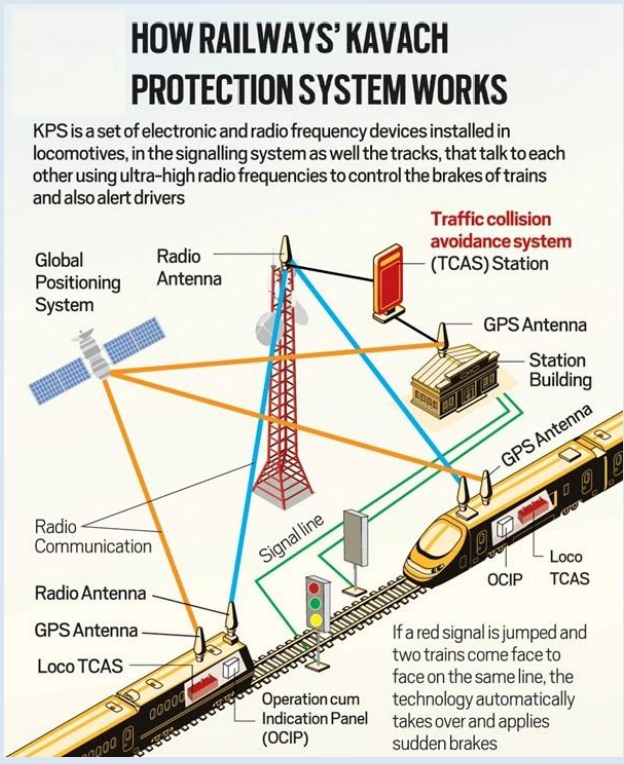 HOW RAILWAYS' KAVACH
PROTECTION SYSTEM WORKS
KPS is a set of electronic and radio frequency devices installed in
locomotives, in the signalling system as well the tracks, that talk to each
other using ultra-high radio frequencies to control the brakes of trains
and also alert drivers
Global
Positioning
System
Radio
Antenna
Traffic collision
avoidance system
(TCAS) Station
GPS Antenna
Station
Building
GPS Antenna
Signal line
Radio
Communication
OCIP
Loco
TCAS
Radio Antenna
GPS Antenna
Loco TCAS
Operation cum
Indication Panel
(OCIP)
If a red signal is jumped and
two trains come face to
face on the same line, the
technology automatically
takes over and applies
sudden brakes